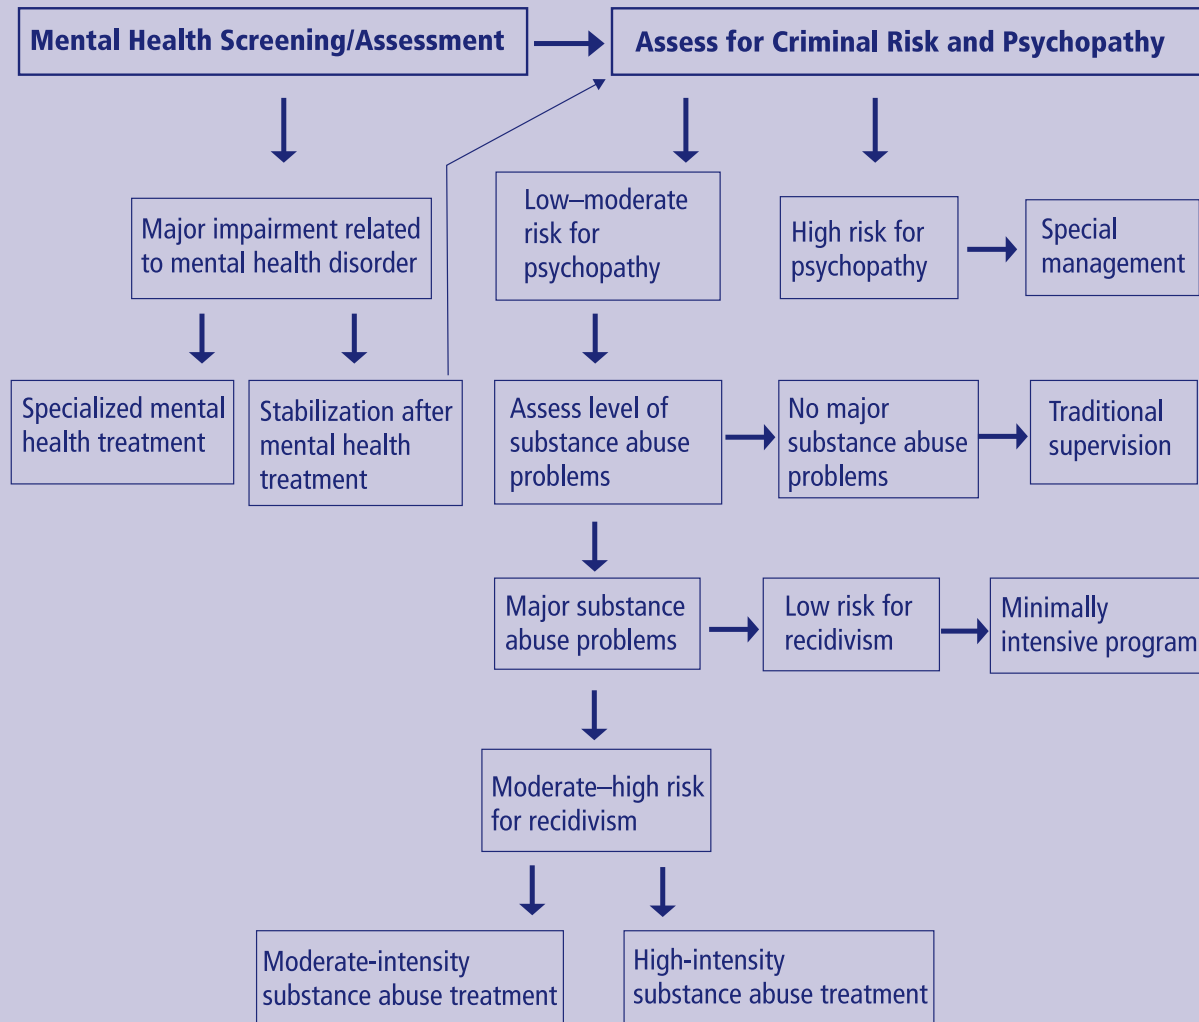 Mental Health Screening/Assessment
Assess for Criminal Risk and Psychopathy
Major impairment related
to mental health disorder
Low–moderate
risk for
psychopathy
High risk for
psychopathy
Special
management
Specialized mental
health treatment
Stabilization after
mental health
treatment
Assess level of
substance abuse
problems
No major
substance abuse
problems
Traditional
supervision
Major substance
abuse problems
Low risk for
recidivism
Minimally
intensive program
Moderate–high risk
for recidivism
Moderate-intensity
substance abuse treatment
High-intensity
substance abuse treatment